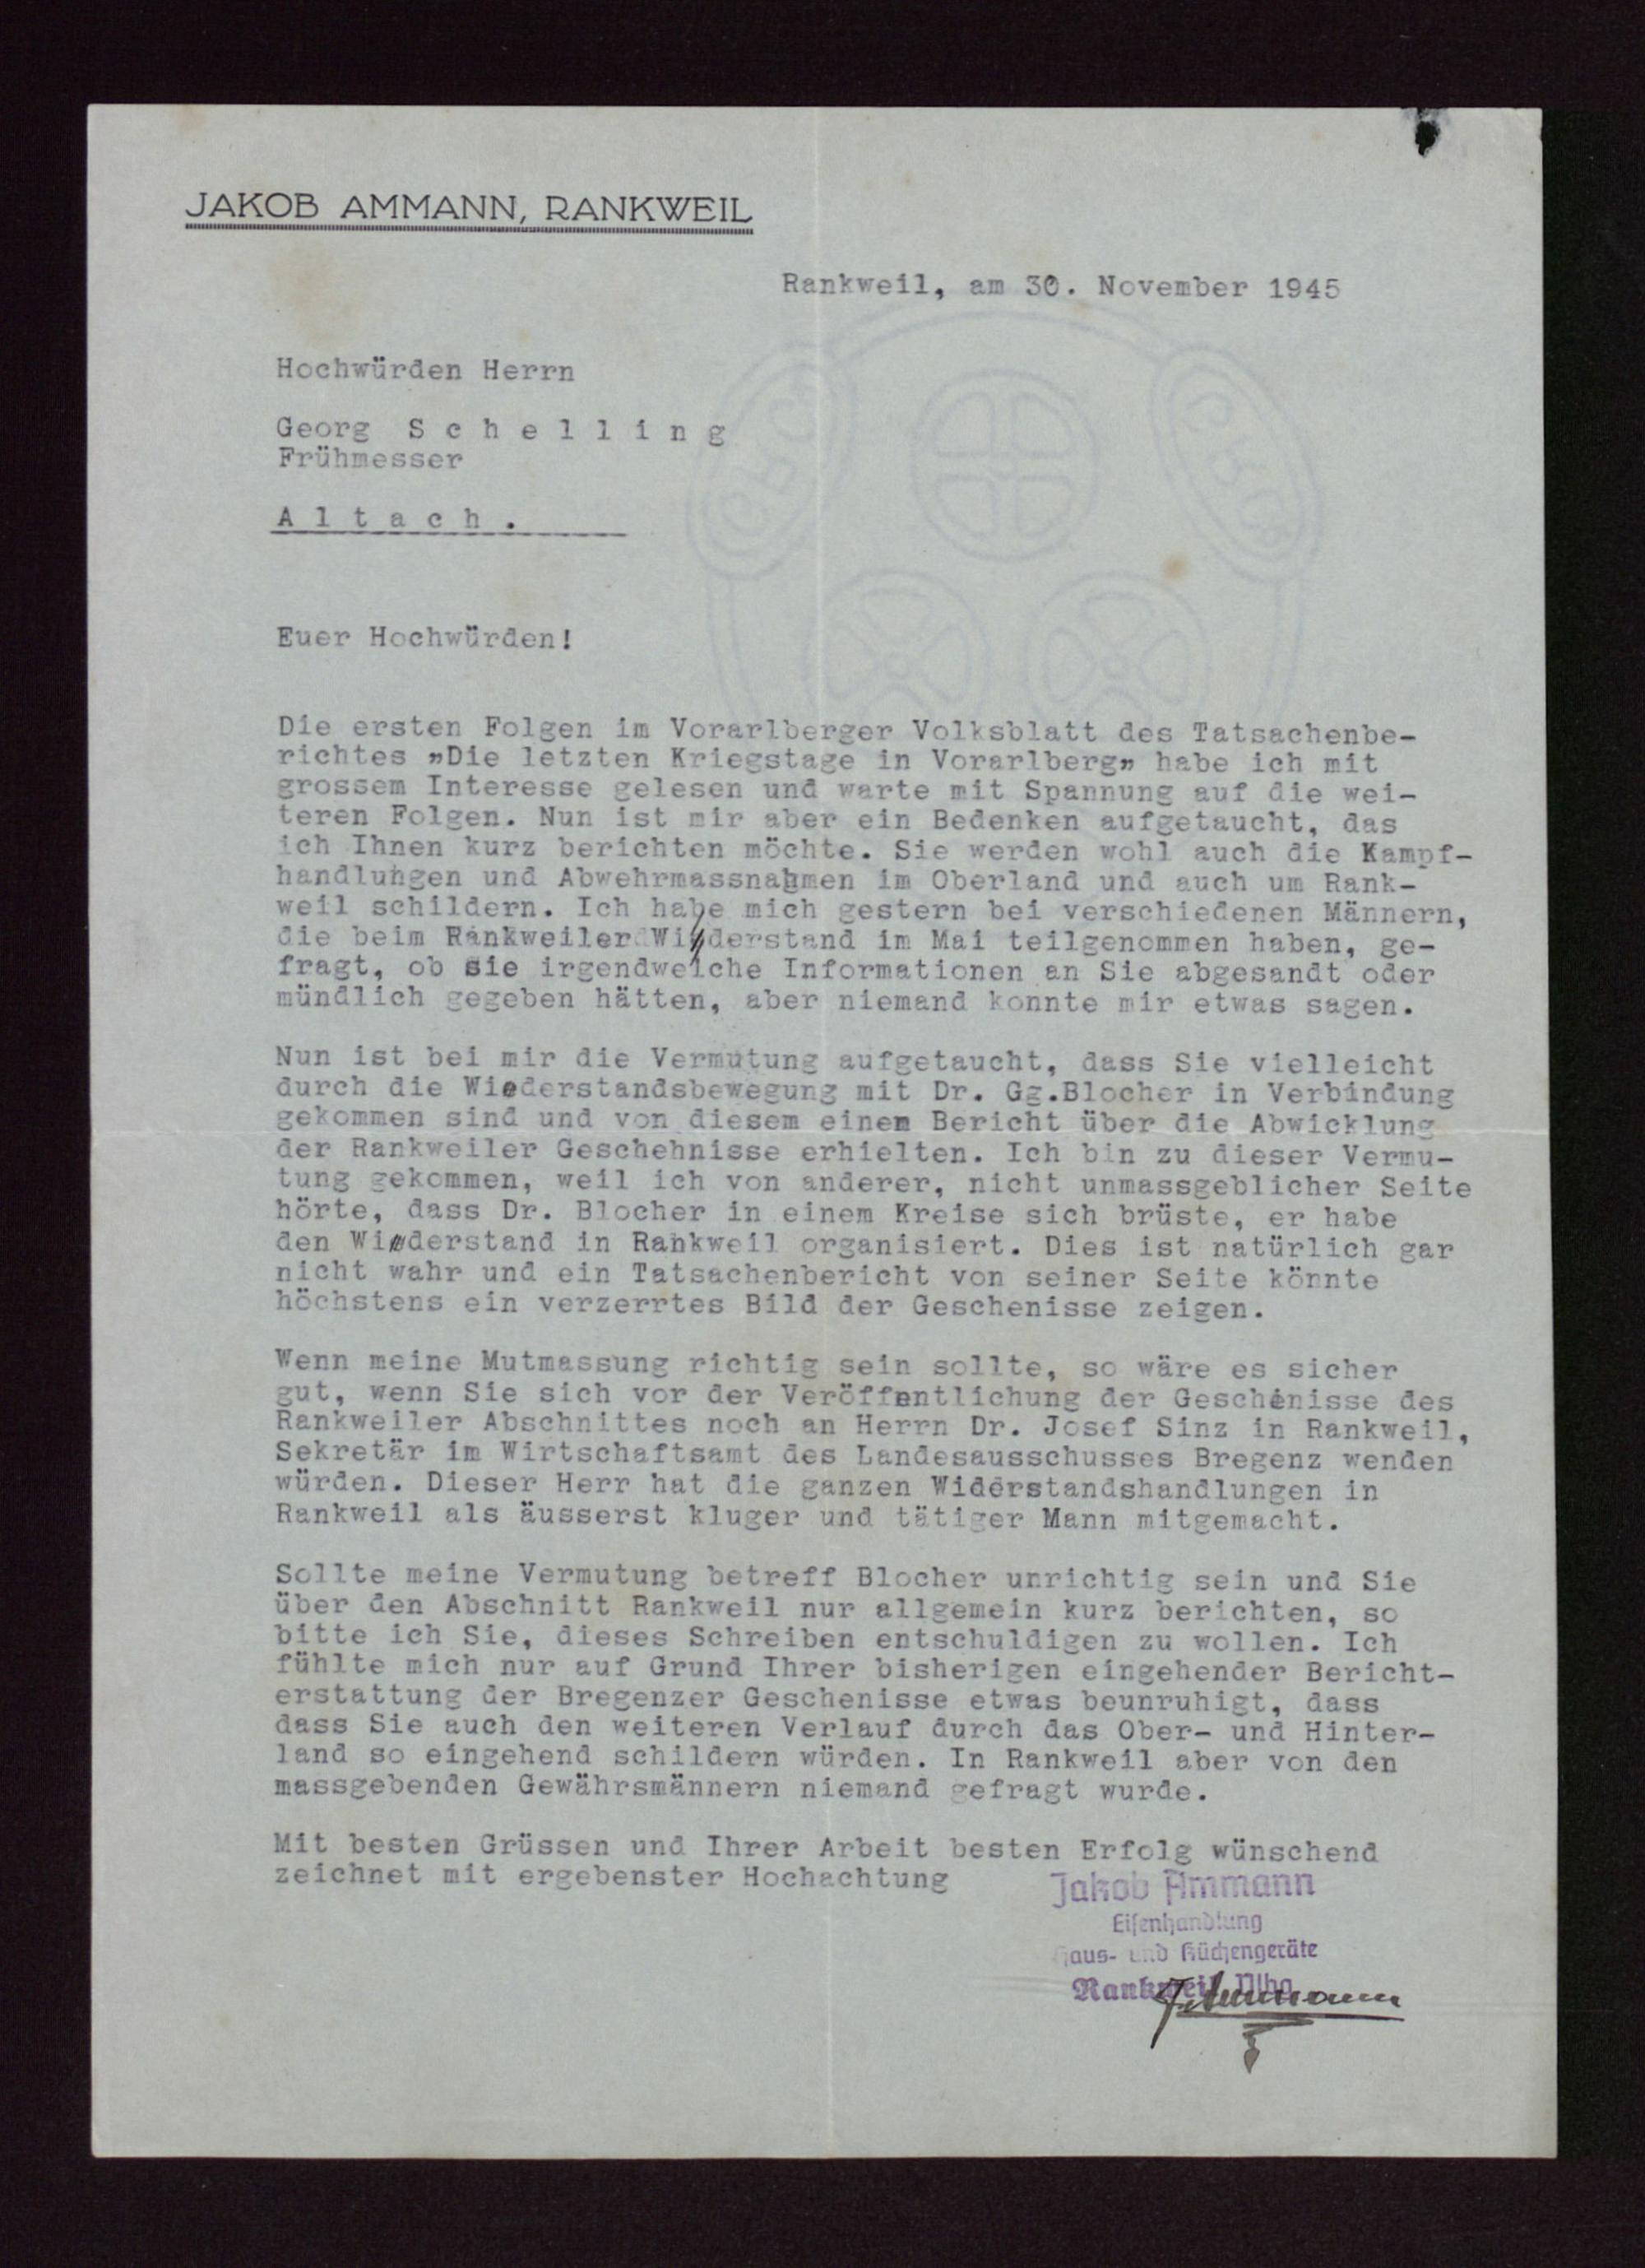 JAKOB AMMANN, RANKWEIL
Rankweil, am 30. November 1945
Hochwürden Herrn
Georg S c h e l l i n g
Frühmesser
A l t a c h .
Euer Hochwürden!
Die ersten Folgen im Vorarlberger Volksblatt des Tatsachenbe-
richtes „Die letzten Kriegstage in Vorarlberg„ habe ich mit
grossem Interesse gelesen und warte mit Spannung auf die wei-
teren Folgen. Nun ist mir aber ein Bedenken aufgetaucht, das
ich Ihnen kurz berichten möchte. Sie werden wohl auch die Kampf-
handlungen und Abwehrmassnahmen im Oberland und auch um Rank-
weil schildern. Ich habe mich gestern bei verschiedenen Männern,
die beim Rankweiler Widerstand im Mai teilgenommen haben, ge-
fragt, ob sie irgendwelche Informationen an Sie abgesandt oder
mündlich gegeben hätten, aber niemand konnte mir etwas sagen.
Nun ist bei mir die Vermutung aufgetaucht, dass Sie vielleicht
durch die Wiederstandsbewegung mit Dr. Gg.Blocher in Verbindung
gekommen sind und von diesem einen Bericht über die Abwicklung
der Rankweiler Geschehnisse erhielten. Ich bin zu dieser Vermu-
tung gekommen, weil ich von anderer, nicht unmassgeblicher Seite
hörte, dass Dr. Blocher in einem Kreise sich brüste, er habe
den Widerstand in Rankweil organisiert. Dies ist natürlich gar
nicht wahr und ein Tatsachenbericht von seiner Seite könnte
höchstens ein verzerrtes Bild der Geschenisse zeigen.
Wenn meine Mutmassung richtig sein sollte, so wäre es sicher
gut, wenn Sie sich vor der Veröffentlichung der Geschenisse des
Rankweiler Abschnittes noch an Herrn Dr. Josef Sinz in Rankweil,
Sekretär im Wirtschaftsamt des Landesausschusses Bregenz wenden
würden. Dieser Herr hat die ganzen Widerstandshandlungen in
Rankweil als äusserst kluger und tätiger Mann mitgemacht.
Sollte meine Vermutung betreff Blocher unrichtig sein und Sie
über den Abschnitt Rankweil nur allgemein kurz berichten, so
bitte ich Sie, dieses Schreiben entschuldigen zu wollen. Ich
fühlte mich nur auf Grund Ihrer bisherigen eingehender Bericht-
erstattung der Bregenzer Geschenisse etwas beunruhigt, dass
dass Sie auch den weiteren Verlauf durch das Ober- und Hinter-
land so eingehend schildern würden. In Rankweil aber von den
massgebenden Gewährsmännern niemand gefragt wurde.
Mit besten Grüssen und Ihrer Arbeit besten Erfolg wünschend
zeichnet mit ergebenster Hochachtung
Jakob Ammann
Eisenhandlung
Haus- und Küchengeräte
Rankweil, Vlbg.
J. Ammann